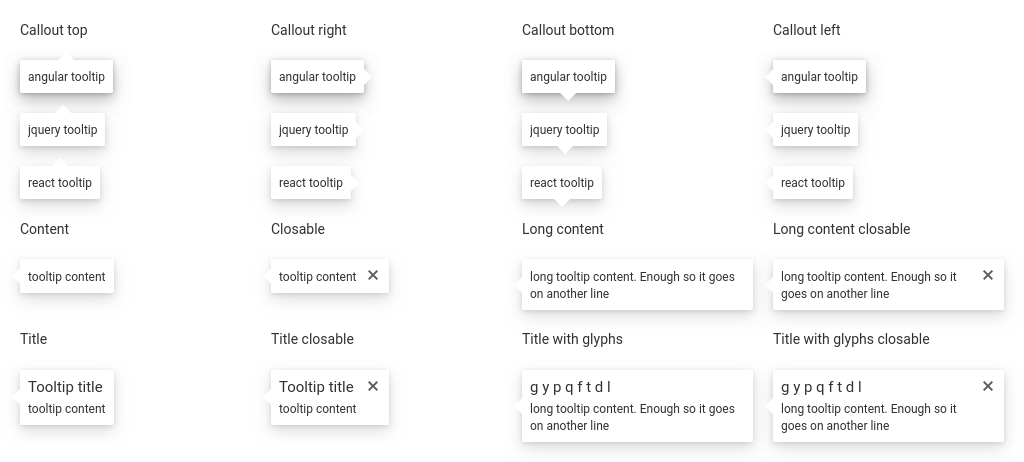 Callout top
Callout right
Callout bottom
Callout left
angular tooltip
angular tooltip
angular tooltip
angular tooltip
jquery tooltip
jquery tooltip
jquery tooltip
jquery tooltip
react tooltip
react tooltip
react tooltip
react tooltip
Content
Closable
Long content
Long content closable
tooltip content
tooltip content
long tooltip content. Enough so it goes
on another line
long tooltip content. Enough so it
goes on another line
Title
Title closable
Title with glyphs
Title with glyphs closable
Tooltip title
tooltip content
Tooltip title
tooltip content
g y p q f t d l
long tooltip content. Enough so it goes
on another line
g y p q f t d l
long tooltip content. Enough so it
goes on another line